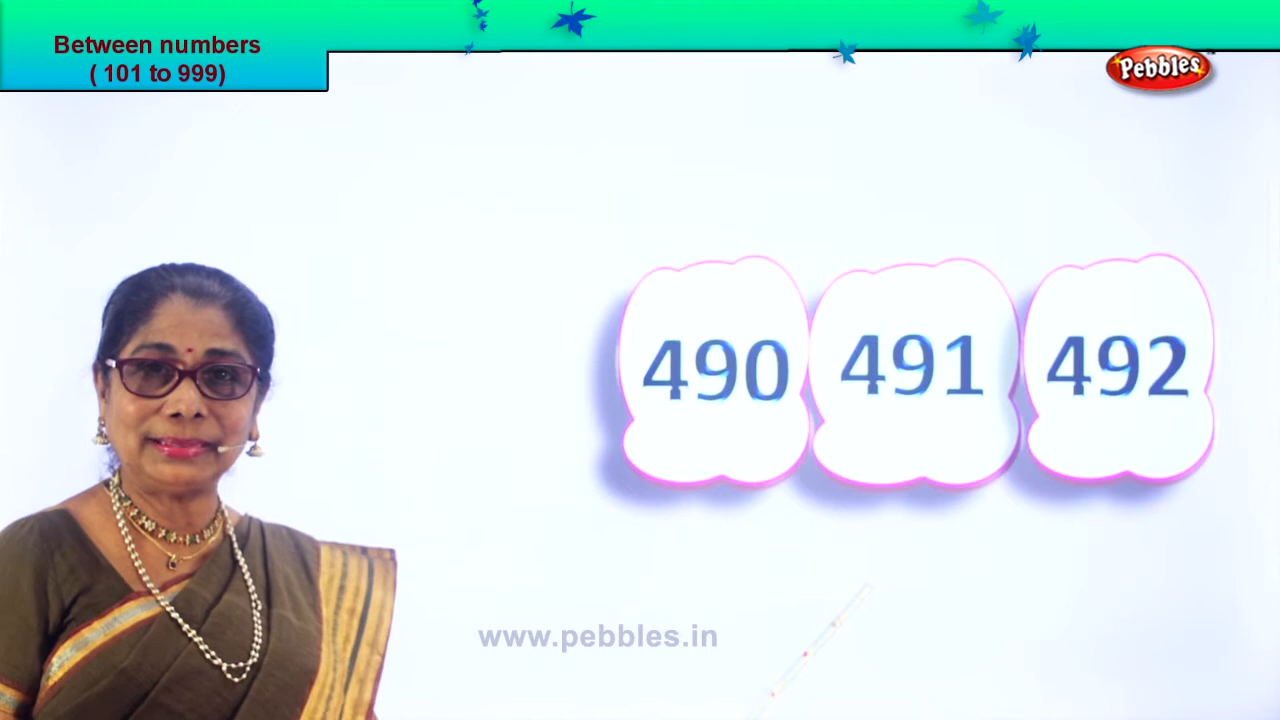 Between numbers
( 101 to 999)
Pebbles
490 491 492
www.pebbles.in